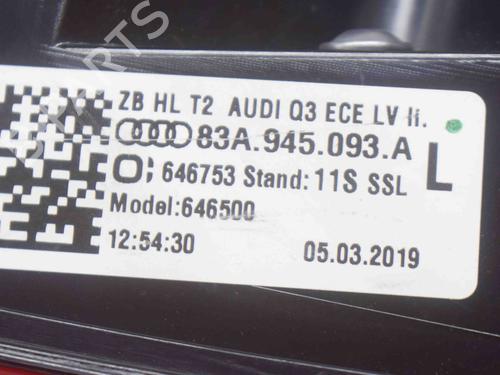 ZB HL T2 AUDI Q3 ECE LV li.
83A.945.093.A L
646753 Stand: 11S SSL
Model:646500
12:54:30 05.03.2019